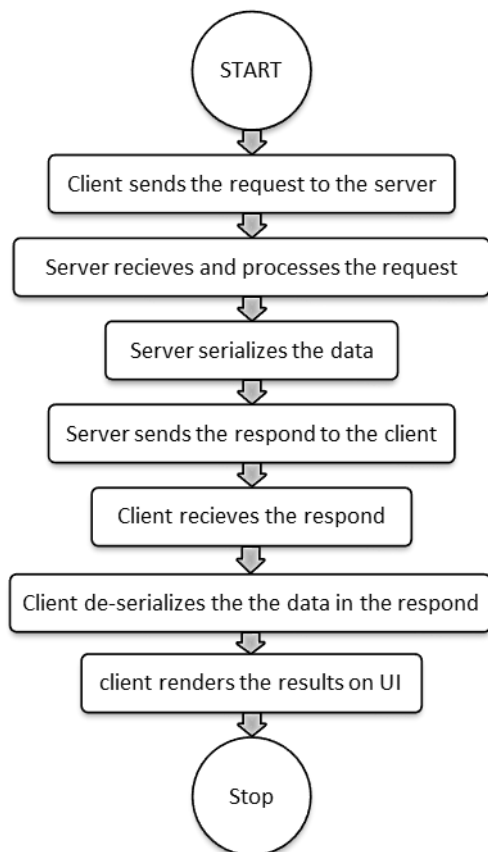 START
Client sends the request to the server
Server recieves and processes the request
Server serializes the data
Server sends the respond to the client
Client recieves the respond
Client de-serializes the the data in the respond
client renders the results on UI
Stop